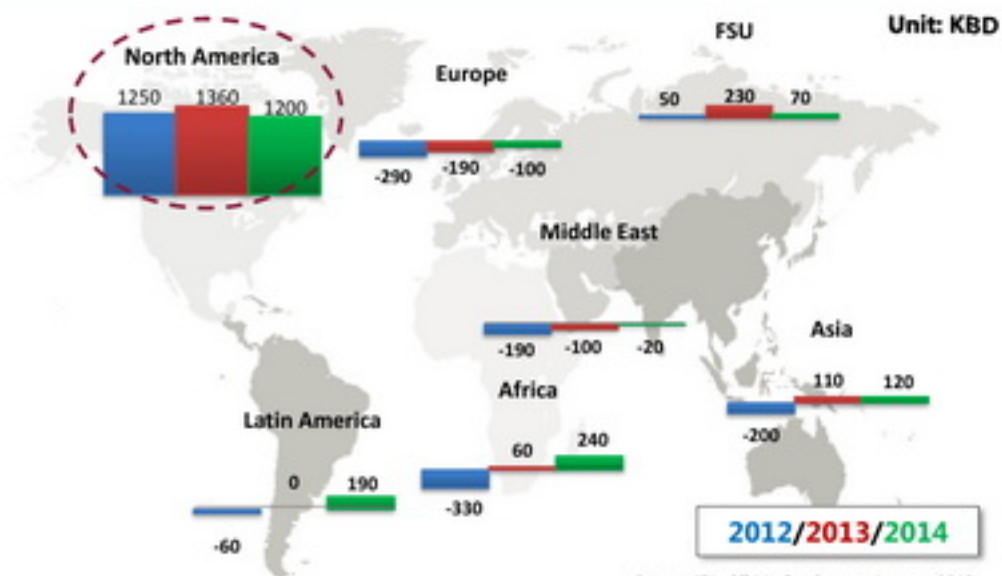 Unit: KBD
FSU
50 230 70
North America
1250 1360 1200
Europe
-290 -190 -100
Middle East
-190 -100 -20
Asia
110 120
-200
Africa
60 240
-330
Latin America
0 190
-60
2012/2013/2014